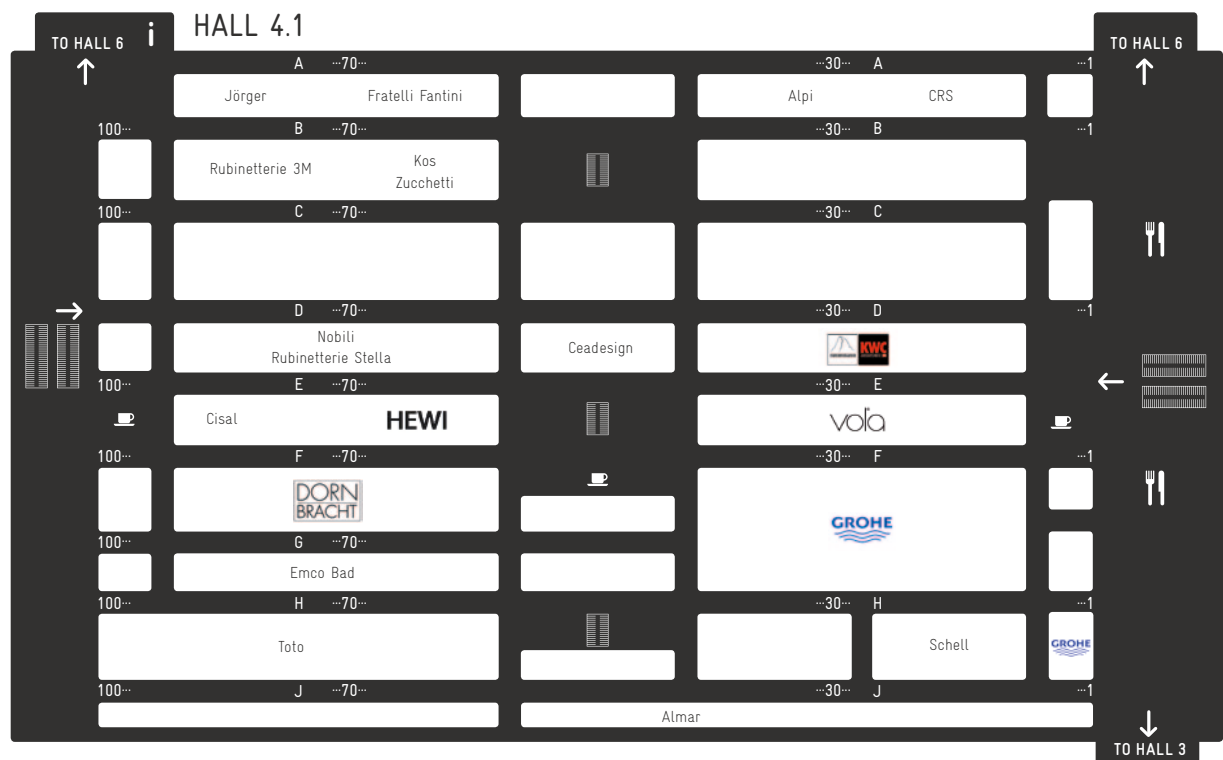 HALL 4.1
TO HALL 6 i
TO HALL 6
A ···70··· ···30··· A ···1
Jörger Fratelli Fantini Alpi CRS
100··· B ···70··· ···30··· B ···1
Rubinetterie 3M Kos
Zucchetti
100··· C ···70··· ···30··· C
D ···70··· ···30··· D ···1
Nobili
Rubinetterie Stella
Ceadesign
KWC
100··· E ···70··· ···30··· E
Cisal HEWI vola
100··· F ···70··· ···30··· F ···1
DORN
BRACHT
GROHE
100··· G ···70···
Emco Bad
100··· H ···70··· ···30··· H ···1
Toto Schell GROHE
100··· J ···70··· ···30··· J ···1
Almar
TO HALL 3